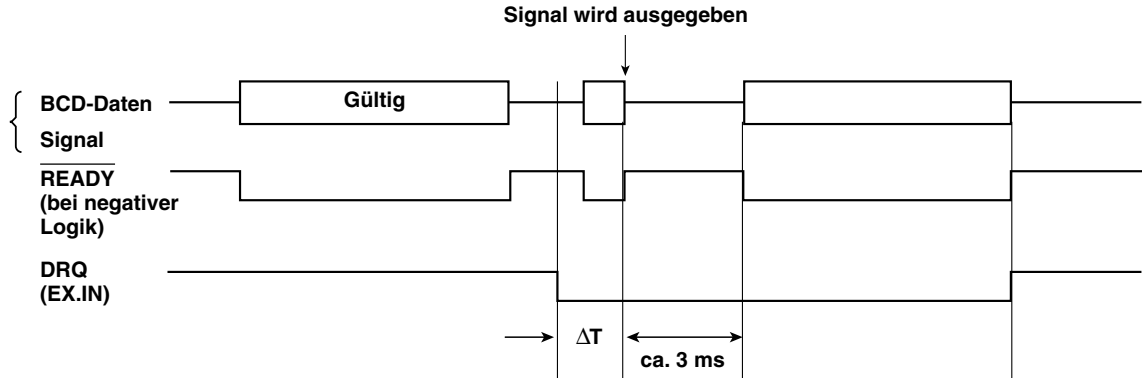 Signal wird ausgegeben
BCD-Daten
Signal
Gültig
READY
(bei negativer
Logik)
DRQ
(EX.IN)
ΔT
ca. 3 ms